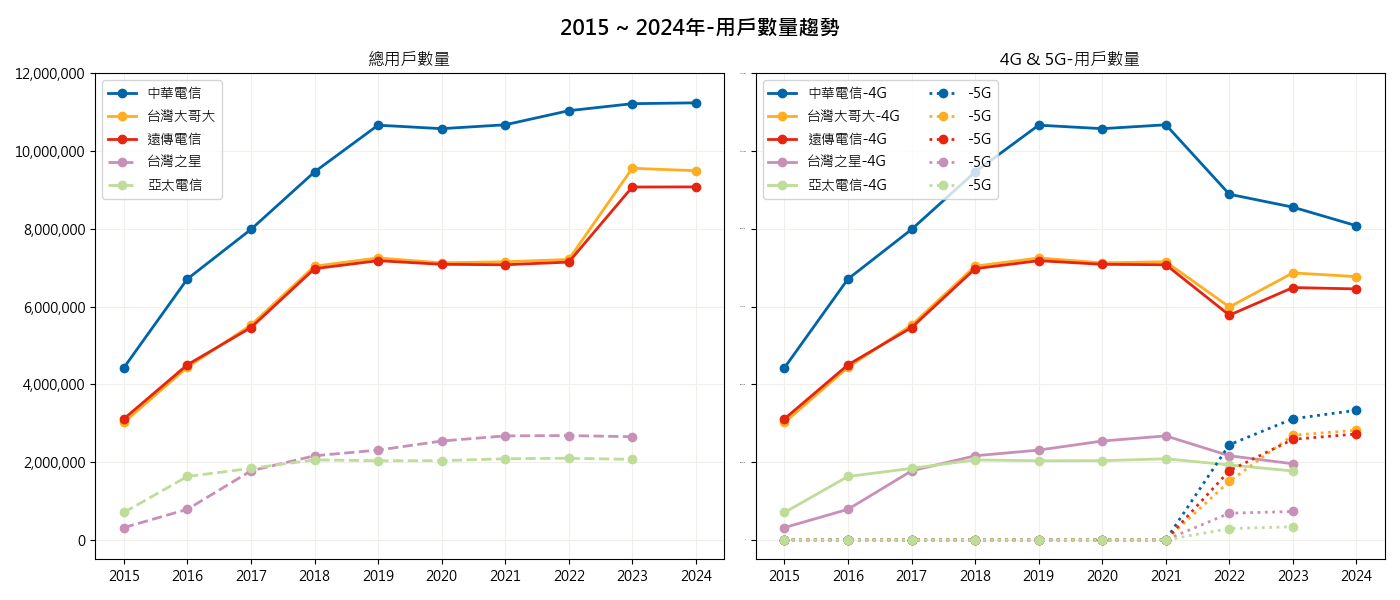 2015 ~ 2024年-用戶數量趨勢
總用戶數量
12,000,000
10,000,000
8,000,000
6,000,000
4,000,000
2,000,000
0
中華電信
台灣大哥大
遠傳電信
台灣之星
亞太電信
2015 2016 2017 2018 2019 2020 2021 2022 2023 2024
4G & 5G-用戶數量
中華電信-4G -5G
台灣大哥大-4G -5G
遠傳電信-4G -5G
台灣之星-4G -5G
亞太電信-4G -5G
2015 2016 2017 2018 2019 2020 2021 2022 2023 2024